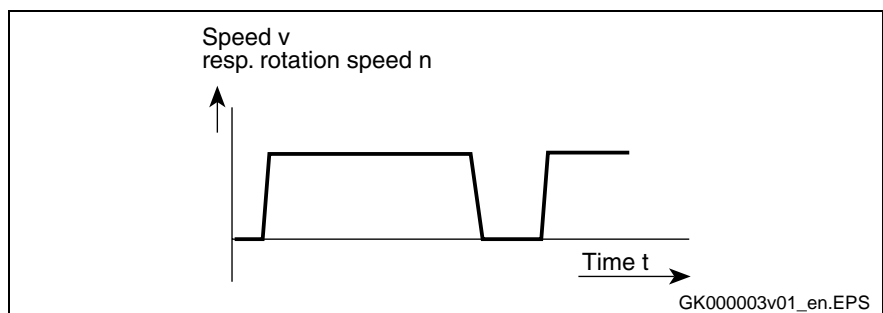 Speed v
resp. rotation speed n
Time t
GK000003v01_en.EPS